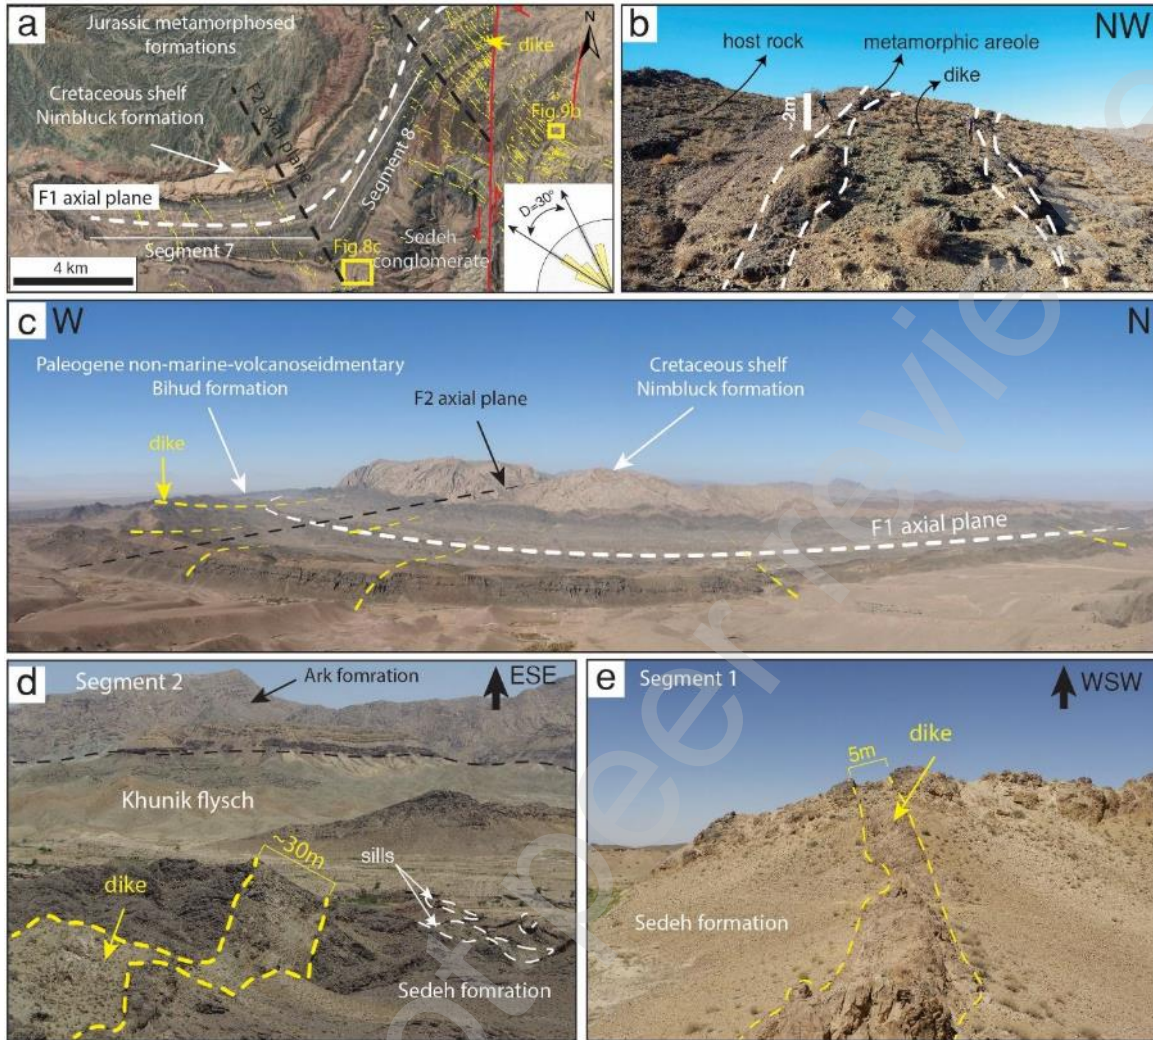 a
Jurassic metamorphosed
formations
Cretaceous shelf
Nimbluck formation
F2 axial plane
F1 axial plane
Segment 7
Segment 8
dike
N
Fig.9b
Fig.8c
Sedeh
conglomerate
D=30°
4 km
b
NW
host rock
metamorphic areole
dike
~2m
c
W
N
Paleogene non-marine-volcanoseidmentary
Bihud formation
F2 axial plane
Cretaceous shelf
Nimbluck formation
dike
F1 axial plane
d
Segment 2
Ark fomration
ESE
Khunik flysch
~30m
sills
dike
Sedeh fomration
e
Segment 1
WSW
5m
dike
Sedeh formation